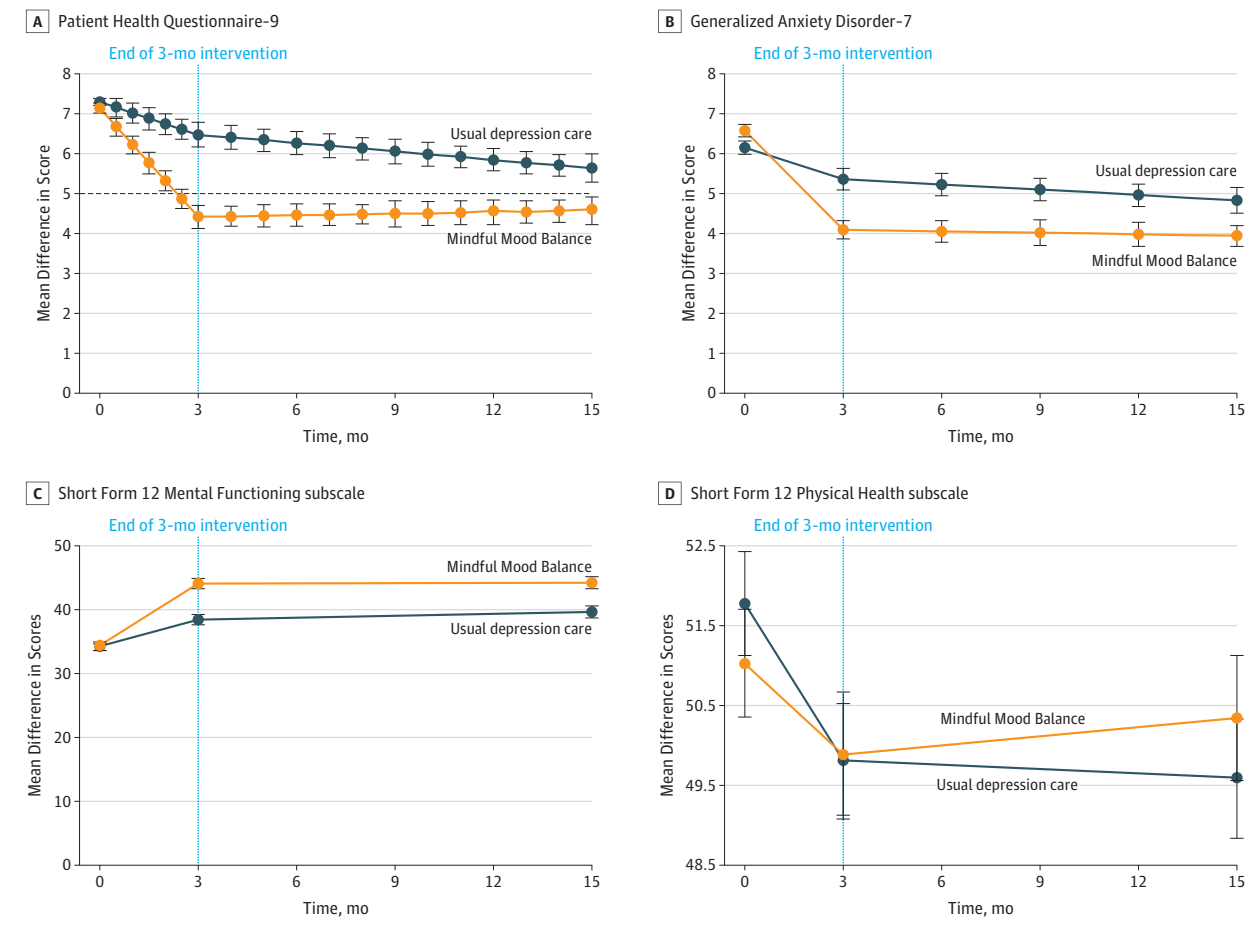 A Patient Health Questionnaire-9
End of 3-mo intervention
Mean Difference in Score
8
7
6
5
4
3
2
1
0
Usual depression care
Mindful Mood Balance
0 3 6 9 12 15
Time, mo
B Generalized Anxiety Disorder-7
End of 3-mo intervention
Mean Difference in Score
8
7
6
5
4
3
2
1
0
Usual depression care
Mindful Mood Balance
0 3 6 9 12 15
Time, mo
C Short Form 12 Mental Functioning subscale
End of 3-mo intervention
Mean Difference in Scores
50
40
30
20
10
0
Mindful Mood Balance
Usual depression care
0 3 6 9 12 15
Time, mo
D Short Form 12 Physical Health subscale
End of 3-mo intervention
Mean Difference in Scores
52.5
51.5
50.5
49.5
48.5
Mindful Mood Balance
Usual depression care
0 3 6 9 12 15
Time, mo